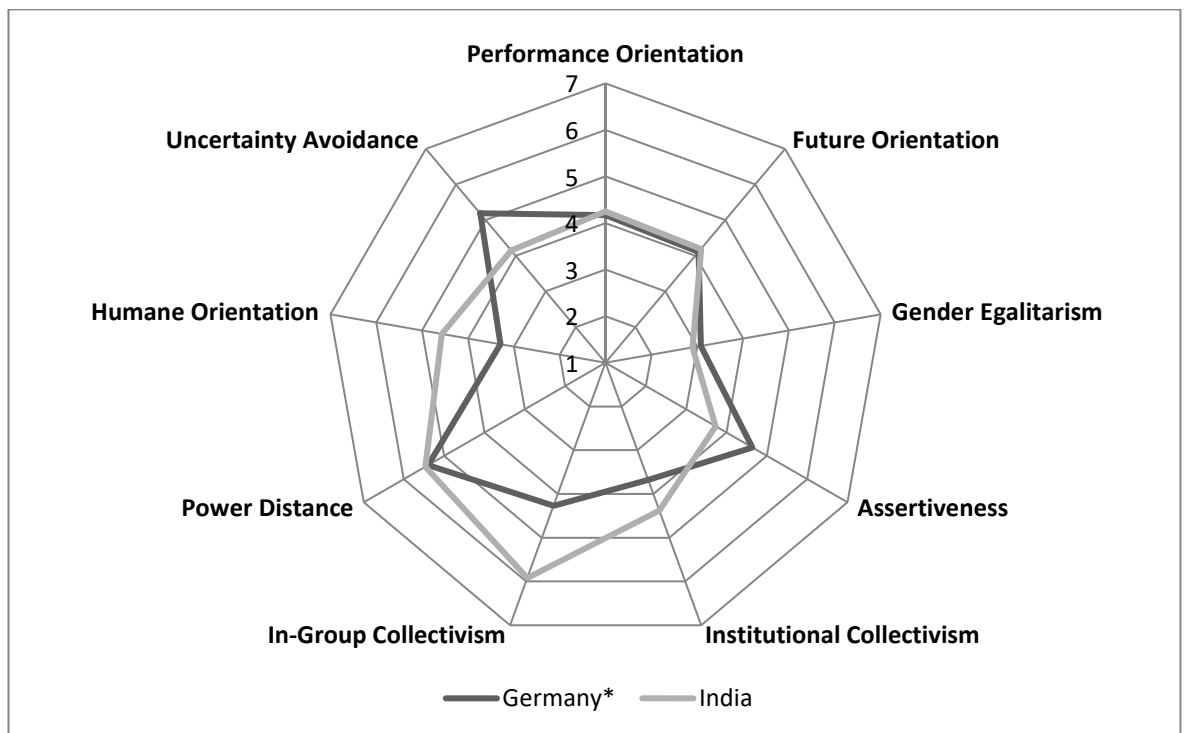 Performance Orientation
7
Uncertainty Avoidance
Future Orientation
6
5
4
3
Humane Orientation
Gender Egalitarism
2
1
Power Distance
Assertiveness
In-Group Collectivism
Institutional Collectivism
Germany*
India